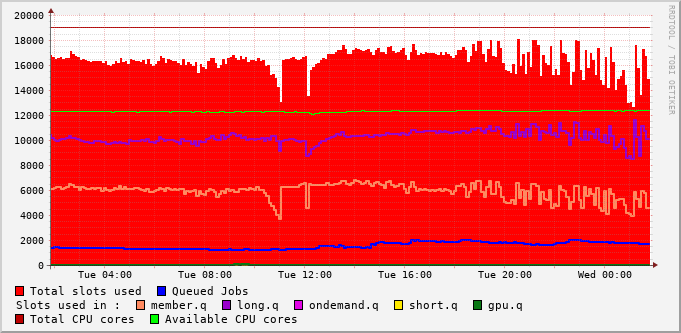 20000
18000
16000
14000
12000
10000
8000
6000
4000
2000
0
Tue 04:00 Tue 08:00 Tue 12:00 Tue 16:00 Tue 20:00 Wed 00:00
Total slots used Queued Jobs
Slots used in : member.q long.q ondemand.q short.q gpu.q
Total CPU cores Available CPU cores
RRDTOOL / TOBI OETIKER